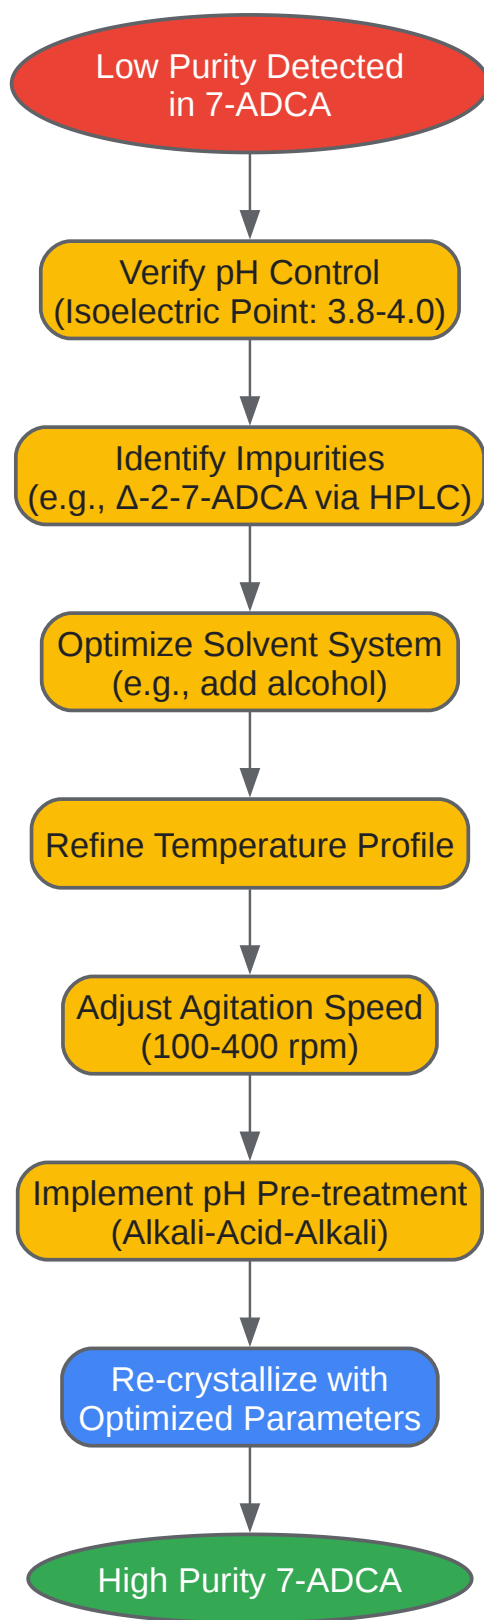 Low Purity Detected
in 7-ADCA
Verify pH Control
(Isoelectric Point: 3.8-4.0)
Identify Impurities
(e.g., Δ-2-7-ADCA via HPLC)
Optimize Solvent System
(e.g., add alcohol)
Refine Temperature Profile
Adjust Agitation Speed
(100-400 rpm)
Implement pH Pre-treatment
(Alkali-Acid-Alkali)
Re-crystallize with
Optimized Parameters
High Purity 7-ADCA